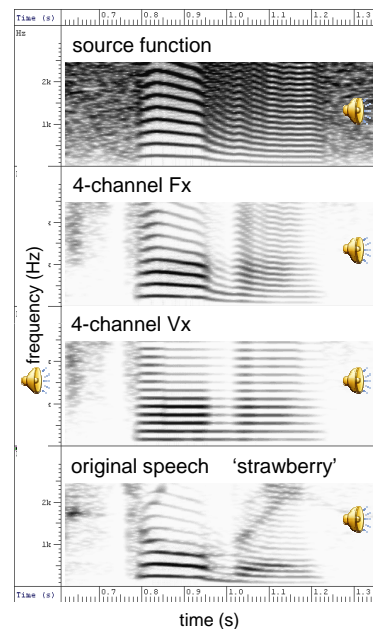 Time (s) 0.7 0.8 0.9 1.0 1.1 1.2 1.3
Hz
source function
2k
1k
4-channel Fx
frequency (Hz)
4-channel Vx
original speech 'strawberry'
2k
1k
Time (s) 0.7 0.8 0.9 1.0 1.1 1.2 1.3
time (s)